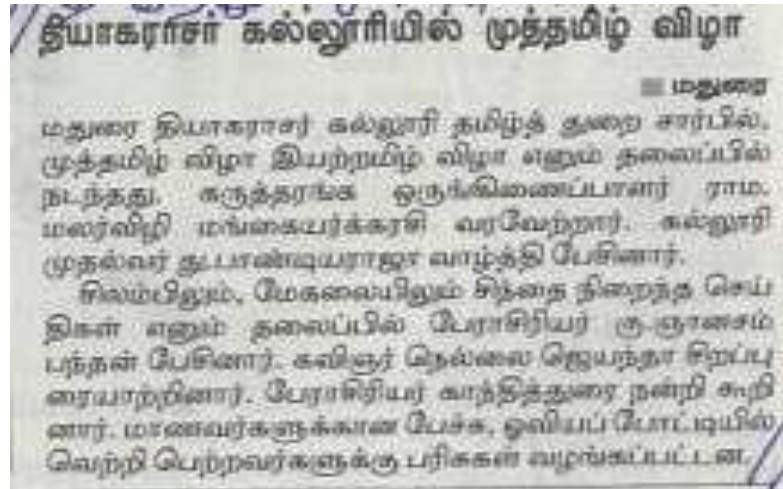 தியாகராசர் கல்லூரியில் முத்தமிழ் விழா
மதுரை
மதுரை தியாகராசர் கல்லூரி தமிழ்த் துறை சார்பில்,
முத்தமிழ் விழா இயற்றமிழ் விழா எனும் தலைப்பில்
நடந்தது. கருத்தரங்க ஒருங்கிணைப்பாளர் ராம.
மலர்விழி மங்கையர்க்கரசி வரவேற்றார். கல்லூரி
முதல்வர் து.பாண்டியராஜா வாழ்த்தி பேசினார்.
சிலம்பிலும், மேகலையிலும் சிந்தை நிறைந்த செய்
திகள் எனும் தலைப்பில் பேராசிரியர் கு.ஞானசம்
பந்தன் பேசினார். கவிஞர் நெல்லை ஜெயந்தா சிறப்பு
ரையாற்றினார். பேராசிரியர் காந்தித்துரை நன்றி கூறி
னார். மாணவர்களுக்கான பேச்சு, ஓவியப் போட்டியில்
வெற்றி பெற்றவர்களுக்கு பரிசுகள் வழங்கப்பட்டன.